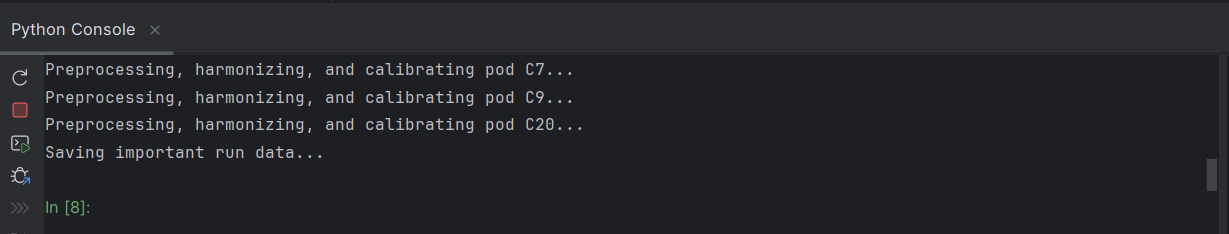 Python Console
Preprocessing, harmonizing, and calibrating pod C7...
Preprocessing, harmonizing, and calibrating pod C9...
Preprocessing, harmonizing, and calibrating pod C20...
Saving important run data...
In [8]: